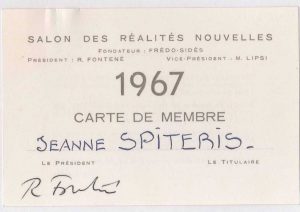 SALON DES RÉALITÉS NOUVELLES
FONDATEUR : FRÉDO-SIDÈS
PRÉSIDENT : R. FONTENÉ VICE-PRÉSIDENT : M. LIPSI
1967
CARTE DE MEMBRE
JEANNE SPITERIS.
LE PRÉSIDENT LE TITULAIRE
R Fontené